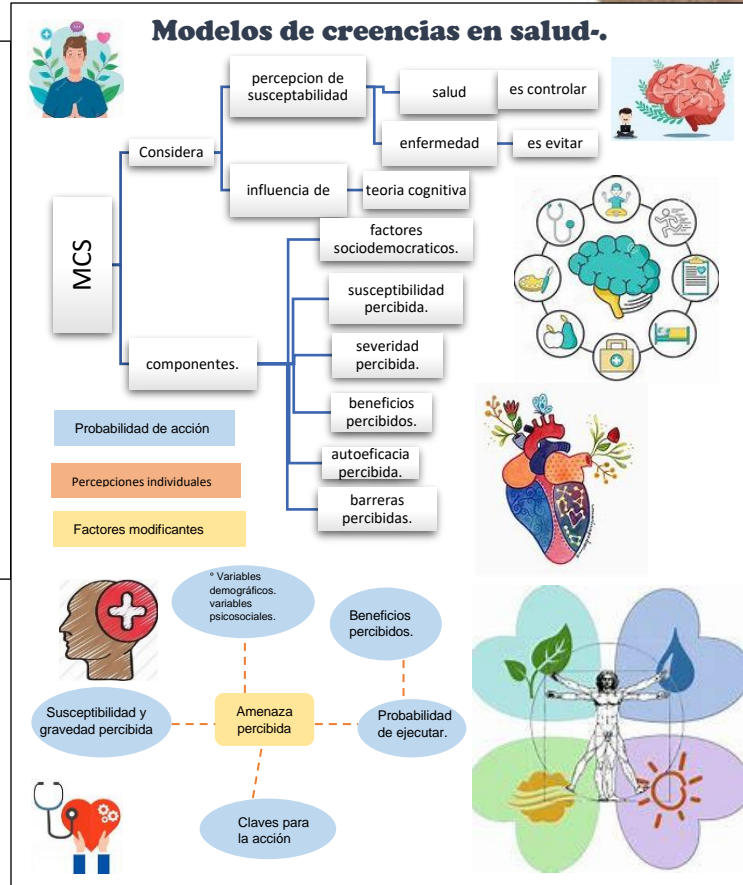 Modelos de creencias en salud-.
percepcion de
susceptabilidad
salud
es controlar
enfermedad
es evitar
Considera
influencia de
teoria cognitiva
MCS
factores
sociodemocraticos.
susceptibilidad
percibida.
severidad
percibida.
componentes.
beneficios
percibidos.
autoeficacia
percibida.
barreras
percibidas.
Probabilidad de acción
Percepciones individuales
Factores modificantes
° Variables
demográficos.
variables
psicosociales.
Beneficios
percibidos.
Susceptibilidad y
gravedad percibida
Amenaza
percibida
Probabilidad
de ejecutar.
Claves para
la acción